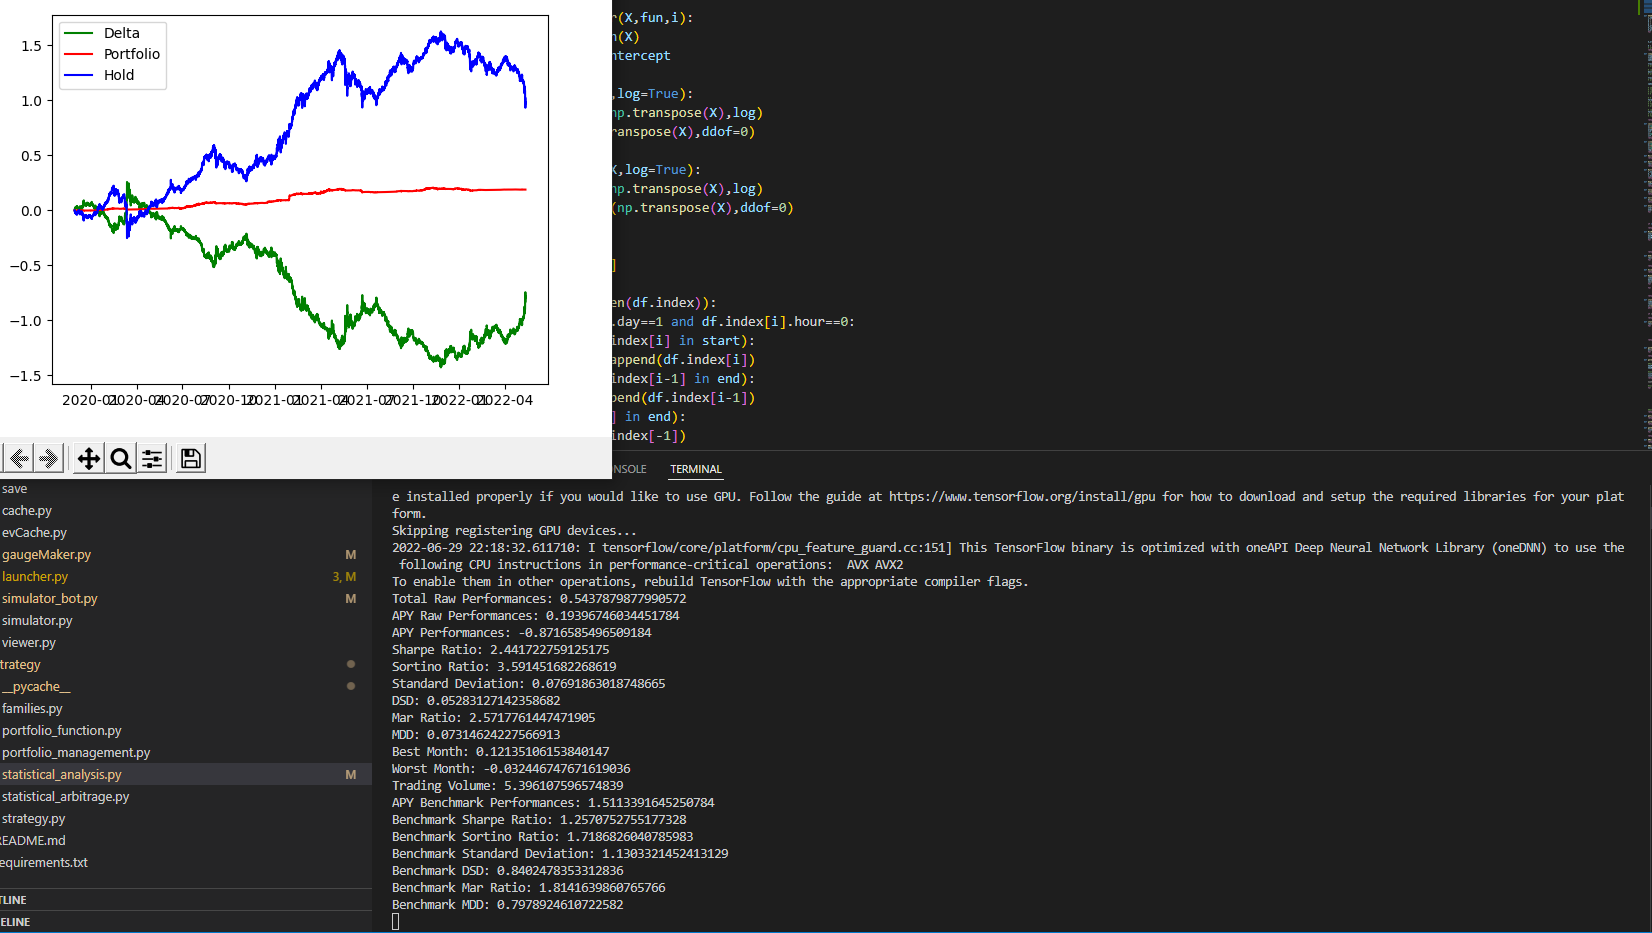 Delta
Portfolio
Hold
1.5
1.0
0.5
0.0
−0.5
−1.0
−1.5
2020-01
2020-04
2020-07
2020-10
2021-01
2021-04
2021-07
2021-10
2022-01
2022-04
(X,fun,i):
(X)
ntercept
,log=True):
np.transpose(X),log)
ranspose(X),ddof=0)
X,log=True):
np.transpose(X),log)
(np.transpose(X),ddof=0)
]
en(df.index)):
.day==1 and df.index[i].hour==0:
index[i] in start):
append(df.index[i])
index[i-1] in end):
pend(df.index[i-1])
] in end):
index[-1])
NSOLE
TERMINAL
save
cache.py
evCache.py
gaugeMaker.py M
launcher.py 3, M
simulator_bot.py M
simulator.py
viewer.py
trategy
__pycache__
families.py
portfolio_function.py
portfolio_management.py
statistical_analysis.py M
statistical_arbitrage.py
strategy.py
README.md
equirements.txt
TLINE
ELINE
e installed properly if you would like to use GPU. Follow the guide at https://www.tensorflow.org/install/gpu for how to download and setup the required libraries for your plat
form.
Skipping registering GPU devices...
2022-06-29 22:18:32.611710: I tensorflow/core/platform/cpu_feature_guard.cc:151] This TensorFlow binary is optimized with oneAPI Deep Neural Network Library (oneDNN) to use the
following CPU instructions in performance-critical operations:  AVX AVX2
To enable them in other operations, rebuild TensorFlow with the appropriate compiler flags.
Total Raw Performances: 0.5437879877990572
APY Raw Performances: 0.19396746034451784
APY Performances: -0.8716585496509184
Sharpe Ratio: 2.441722759125175
Sortino Ratio: 3.591451682268619
Standard Deviation: 0.07691863018748665
DSD: 0.05283127142358682
Mar Ratio: 2.5717761447471905
MDD: 0.07314624227566913
Best Month: 0.12135106153840147
Worst Month: -0.032446747671619036
Trading Volume: 5.396107596574839
APY Benchmark Performances: 1.5113391645250784
Benchmark Sharpe Ratio: 1.2570752755177328
Benchmark Sortino Ratio: 1.7186826040785983
Benchmark Standard Deviation: 1.1303321452413129
Benchmark DSD: 0.8402478353312836
Benchmark Mar Ratio: 1.8141639860765766
Benchmark MDD: 0.7978924610722582